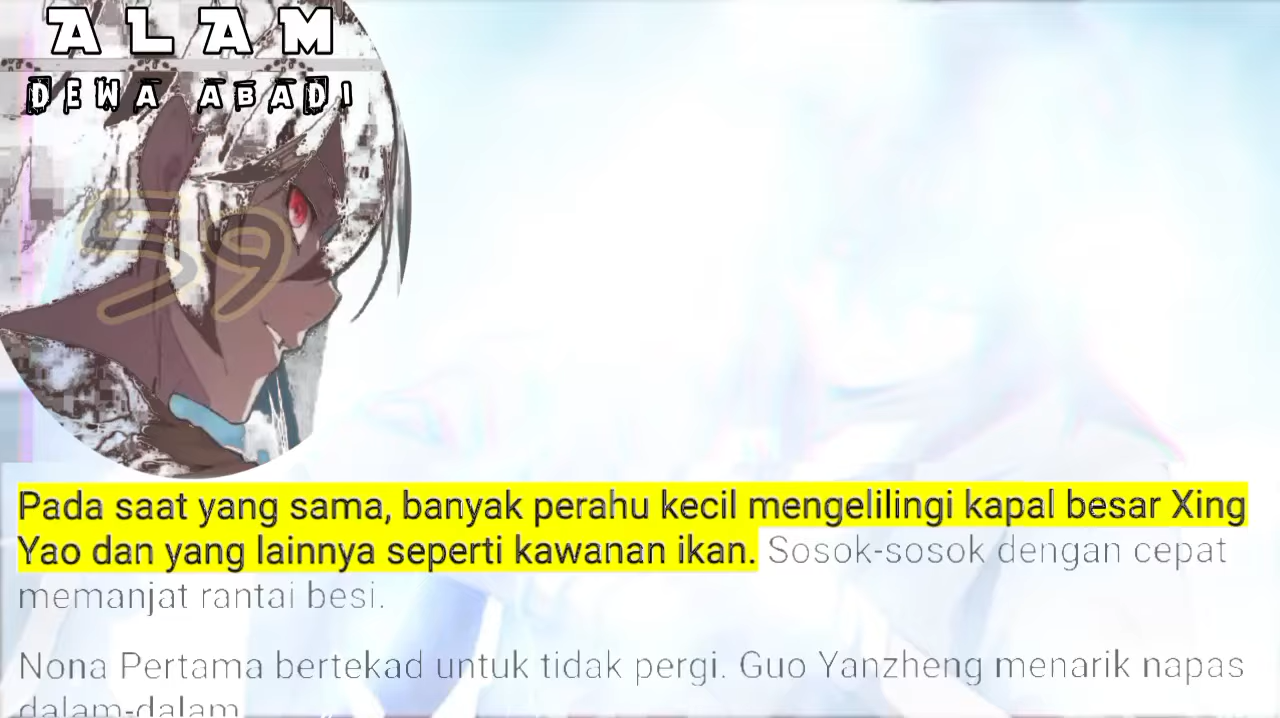 ALAM
DEWA ABADI
59
Pada saat yang sama, banyak perahu kecil mengelilingi kapal besar Xing
Yao dan yang lainnya seperti kawanan ikan. Sosok-sosok dengan cepat
memanjat rantai besi.
Nona Pertama bertekad untuk tidak pergi. Guo Yanzheng menarik napas
dalam-dalam